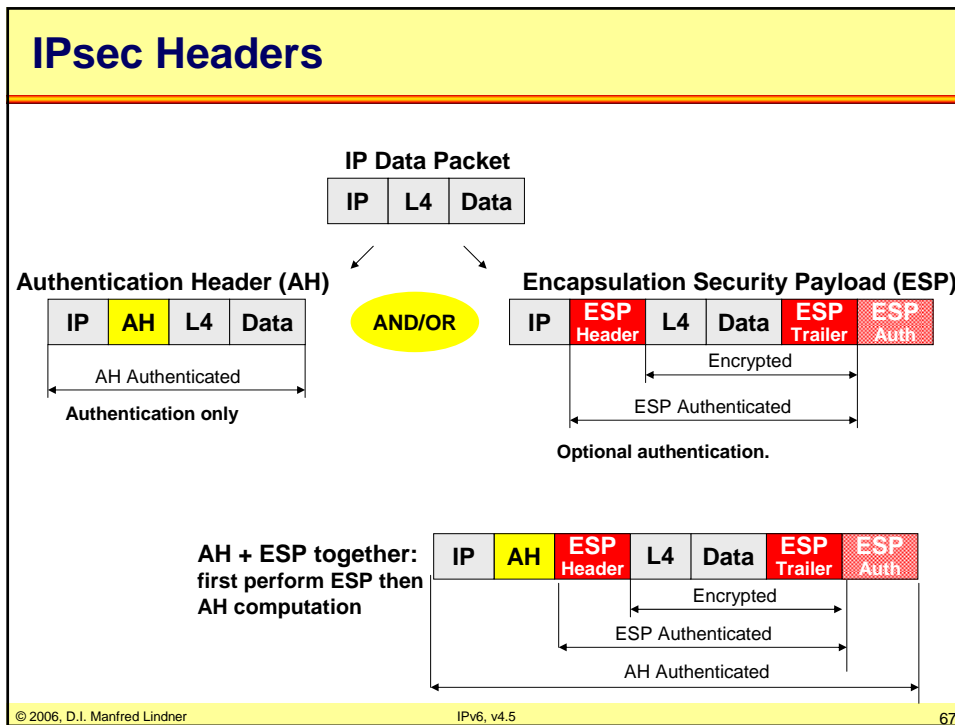 IPsec Headers
IP Data Packet
IP L4 Data
Authentication Header (AH)
IP AH L4 Data
AH Authenticated
Authentication only
AND/OR
Encapsulation Security Payload (ESP)
IP ESP Header L4 Data ESP Trailer ESP Auth
Encrypted
ESP Authenticated
Optional authentication.
AH + ESP together:
first perform ESP then
AH computation
IP AH ESP Header L4 Data ESP Trailer ESP Auth
Encrypted
ESP Authenticated
AH Authenticated
© 2006, D.I. Manfred Lindner IPv6, v4.5 67